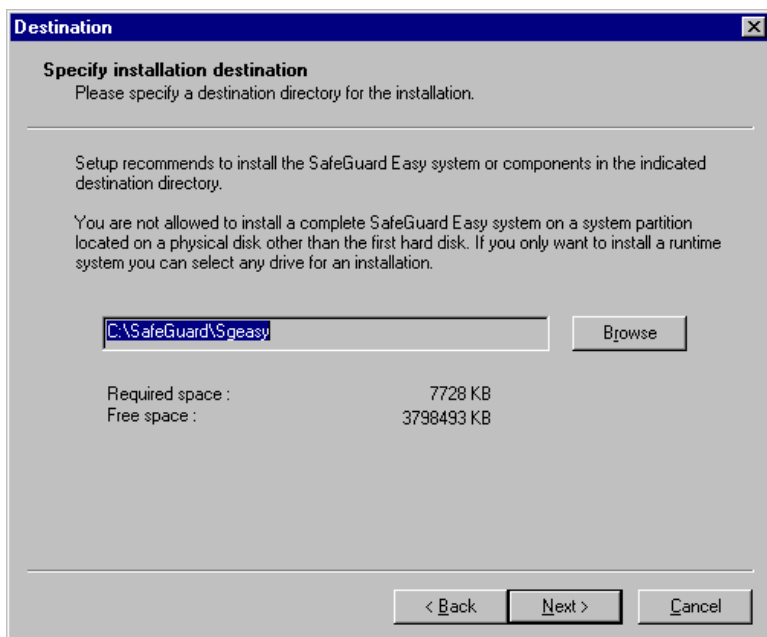 Destination
Specify installation destination
Please specify a destination directory for the installation.
Setup recommends to install the SafeGuard Easy system or components in the indicated
destination directory.
You are not allowed to install a complete SafeGuard Easy system on a system partition
located on a physical disk other than the first hard disk. If you only want to install a runtime
system you can select any drive for an installation.
C:\SafeGuard\Sgeasy
Browse
Required space : 7728 KB
Free space : 3798493 KB
< Back Next > Cancel